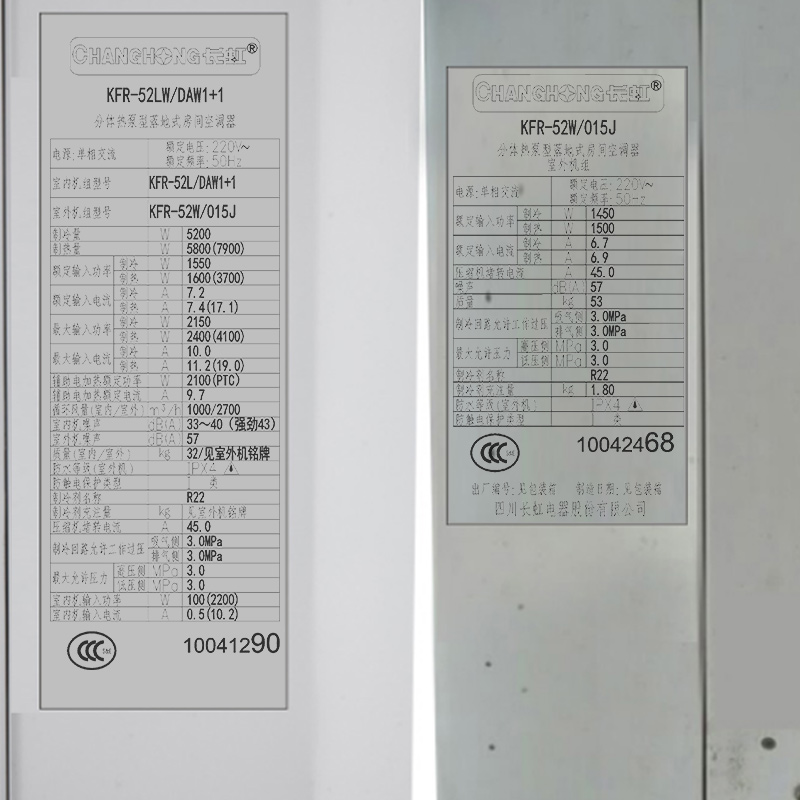 CHANGHONG长虹®
KFR-52LW/DAW1+1
分体热泵型落地式房间空调器
电源:单相交流 额定电压:220V~
额定频率:50Hz
室内机组型号 KFR-52L/DAW1+1
室外机组型号 KFR-52W/015J
制冷量 W 5200
制热量 W 5800(7900)
额定输入功率 制冷 W 1550
制热 W 1600(3700)
额定输入电流 制冷 A 7.2
制热 A 7.4(17.1)
最大输入功率 制冷 W 2150
制热 W 2400(4100)
最大输入电流 制冷 A 10.0
制热 A 11.2(19.0)
辅助电加热额定功率 W 2100(PTC)
辅助电加热额定电流 A 9.7
循环风量(室内/室外) m³/h 1000/2700
室内机噪声 dB(A) 33～40(强劲43)
室外机噪声 dB(A) 57
质量(室内/室外) kg 32/见室外机铭牌
防水等级(室外机) IPX4
防触电保护类型 I 类
制冷剂名称 R22
制冷剂充注量 kg 见室外机铭牌
压缩机堵转电流 A 45.0
制冷回路允许工作过压 吸气侧 3.0MPa
排气侧 3.0MPa
最大允许压力 高压侧 MPa 3.0
低压侧 MPa 3.0
室内机输入功率 W 100(2200)
室内机输入电流 A 0.5(10.2)
CCC S&E 10041290
CHANGHONG长虹®
KFR-52W/015J
分体热泵型落地式房间空调器
室外机组
电源:单相交流 额定电压:220V~
额定频率:50Hz
额定输入功率 制冷 W 1450
制热 W 1500
额定输入电流 制冷 A 6.7
制热 A 6.9
压缩机堵转电流 A 45.0
噪声 dB(A) 57
质量 kg 53
制冷回路允许工作过压 吸气侧 3.0MPa
排气侧 3.0MPa
最大允许压力 高压侧 MPa 3.0
低压侧 MPa 3.0
制冷剂名称 R22
制冷剂充注量 kg 1.80
防水等级(室外机) IPX4
防触电保护类型 I 类
CCC S&E 10042468
出厂编号:见包装箱 制造日期:见包装箱
四川长虹电器股份有限公司